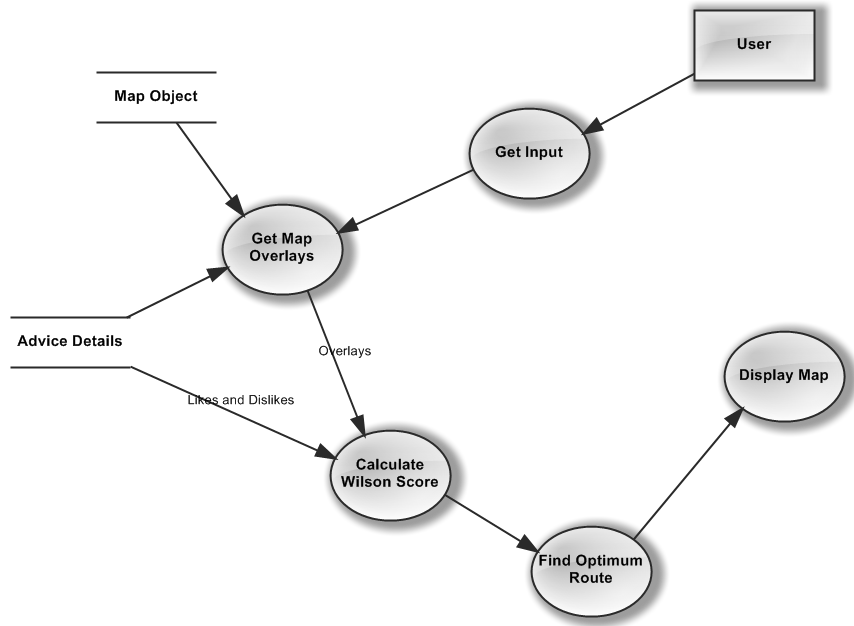 User
Map Object
Get Input
Get Map
Overlays
Advice Details
Overlays
Display Map
Likes and Dislikes
Calculate
Wilson Score
Find Optimum
Route